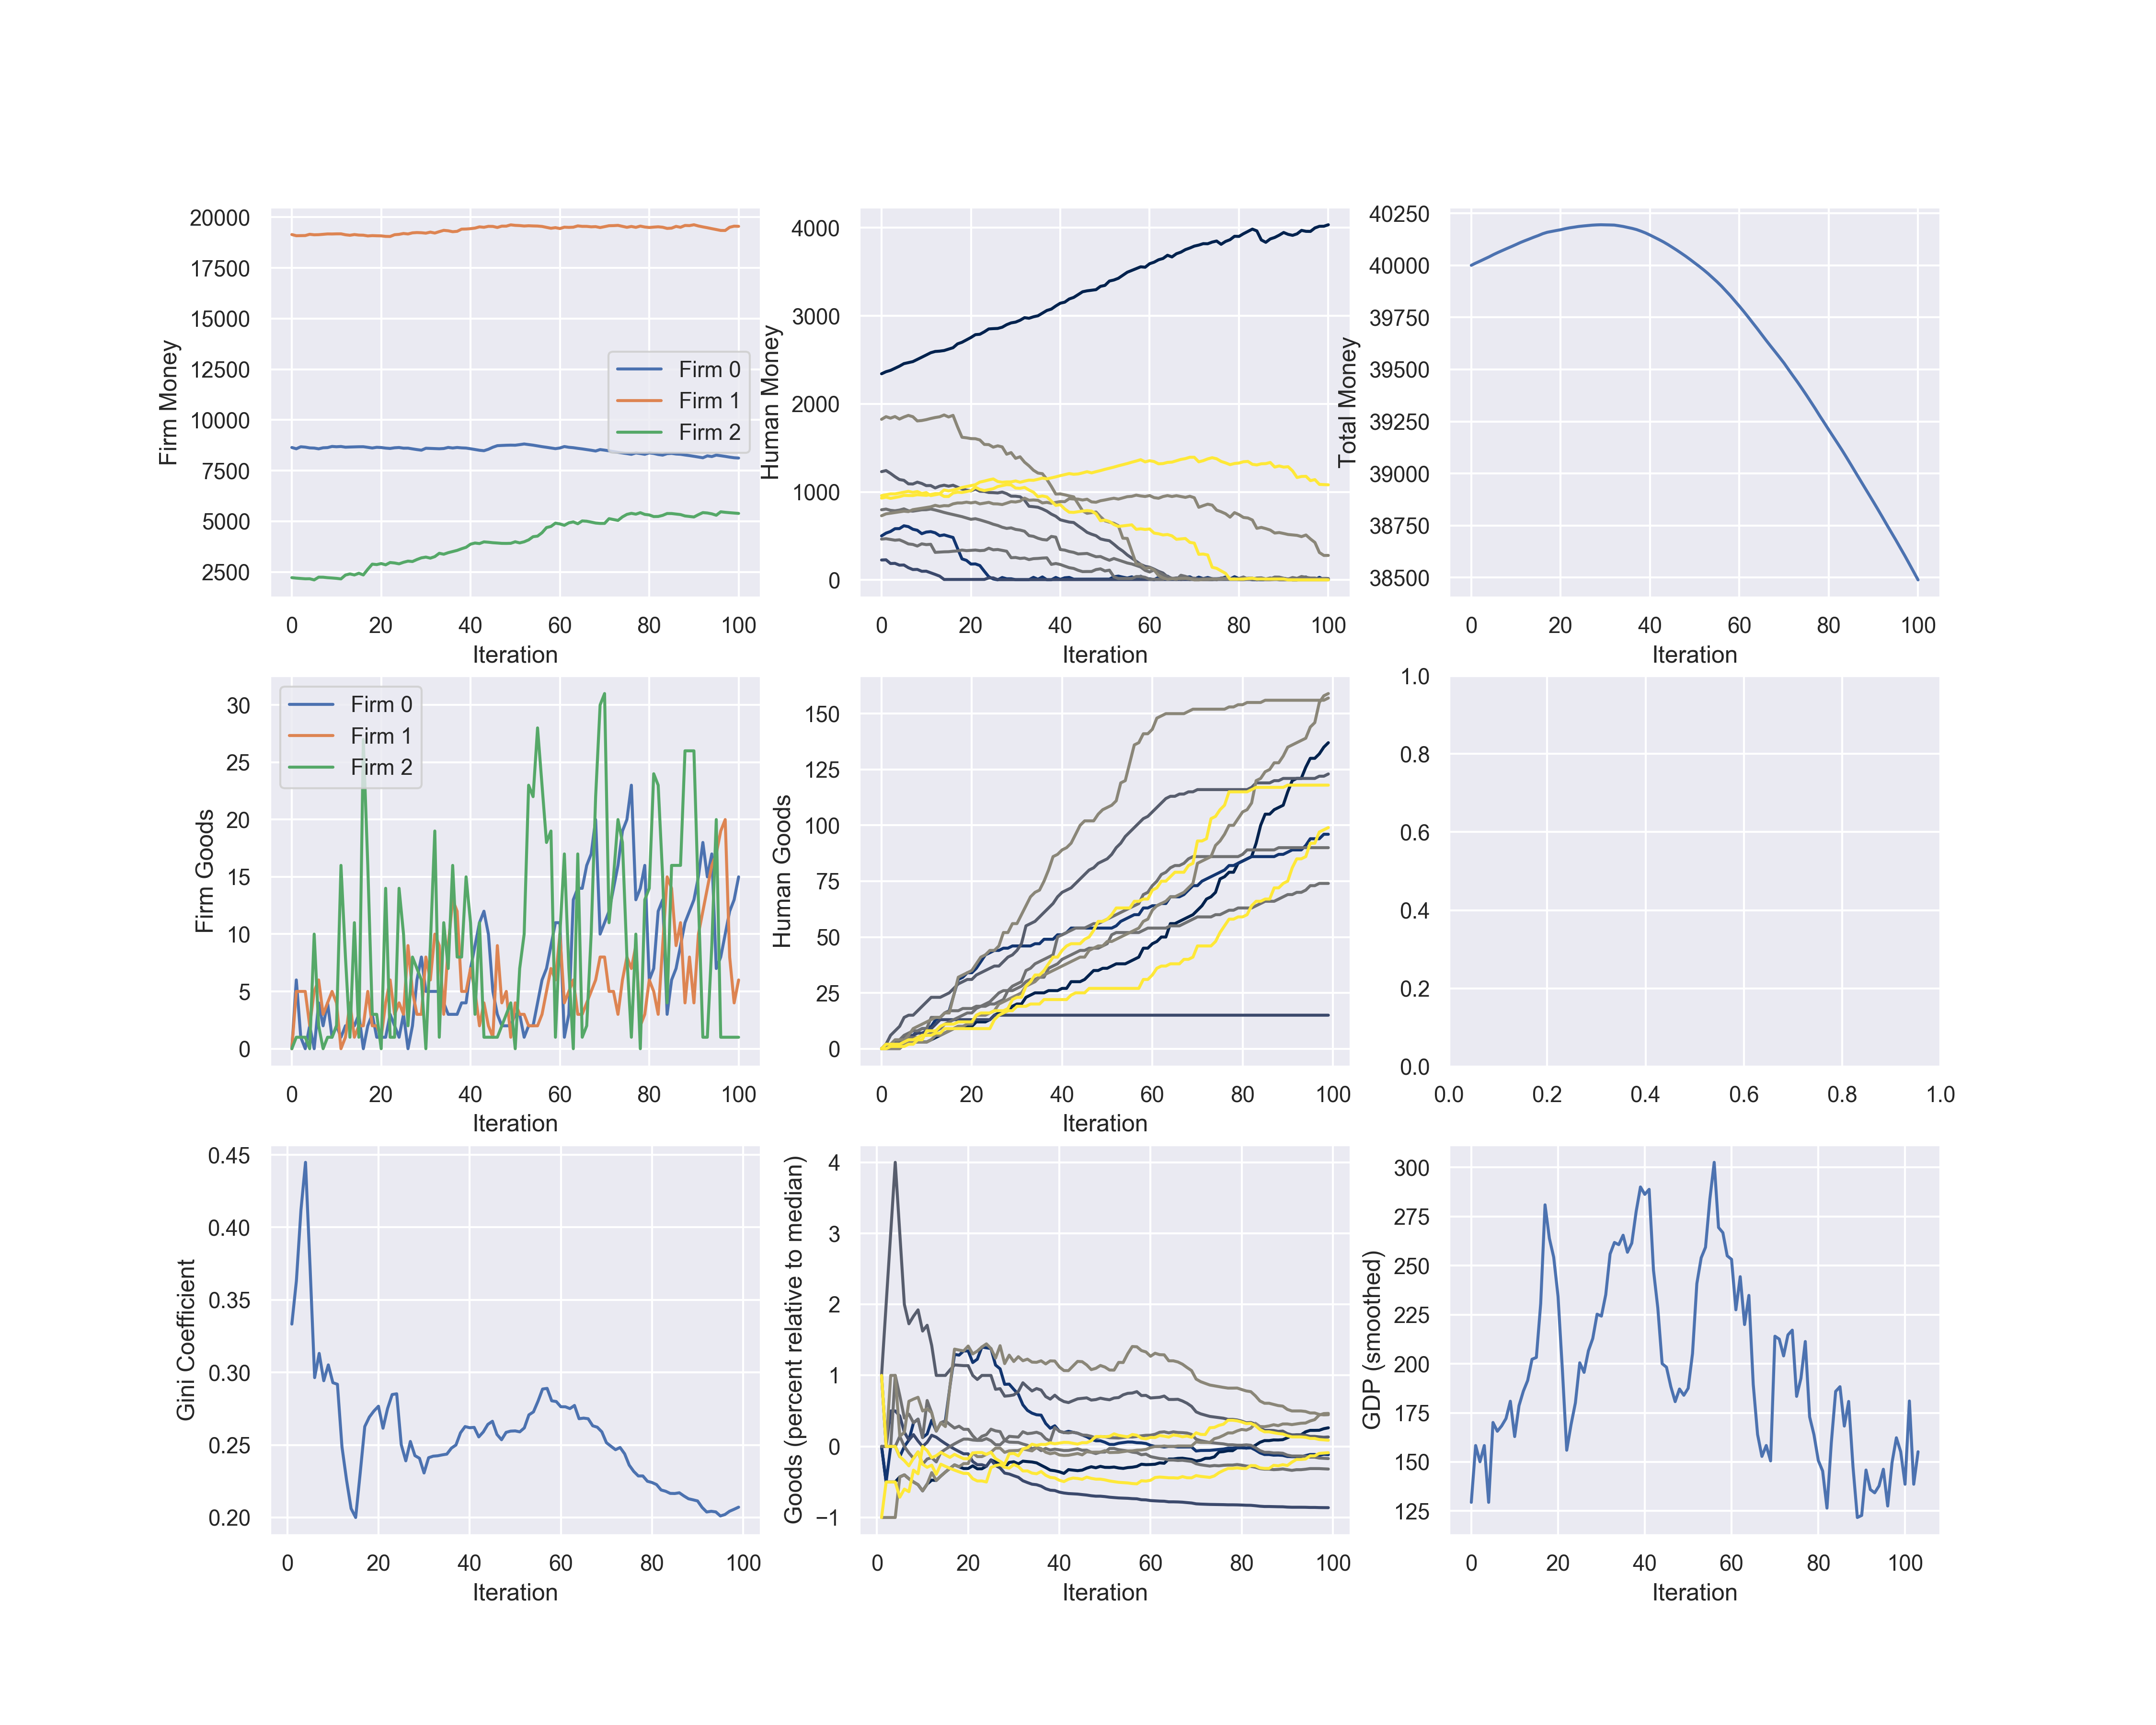 Firm Money
20000
17500
15000
12500
10000
7500
5000
2500
0 20 40 60 80 100
Iteration
Firm 0
Firm 1
Firm 2
Human Money
4000
3000
2000
1000
0
0 20 40 60 80 100
Iteration
Total Money
40250
40000
39750
39500
39250
39000
38750
38500
0 20 40 60 80 100
Iteration
Firm Goods
30
25
20
15
10
5
0
0 20 40 60 80 100
Iteration
Firm 0
Firm 1
Firm 2
Human Goods
150
125
100
75
50
25
0
0 20 40 60 80 100
Iteration
1.0
0.8
0.6
0.4
0.2
0.0
0.0 0.2 0.4 0.6 0.8 1.0
Gini Coefficient
0.45
0.40
0.35
0.30
0.25
0.20
0 20 40 60 80 100
Iteration
Goods (percent relative to median)
4
3
2
1
0
−1
0 20 40 60 80 100
Iteration
GDP (smoothed)
300
275
250
225
200
175
150
125
0 20 40 60 80 100
Iteration